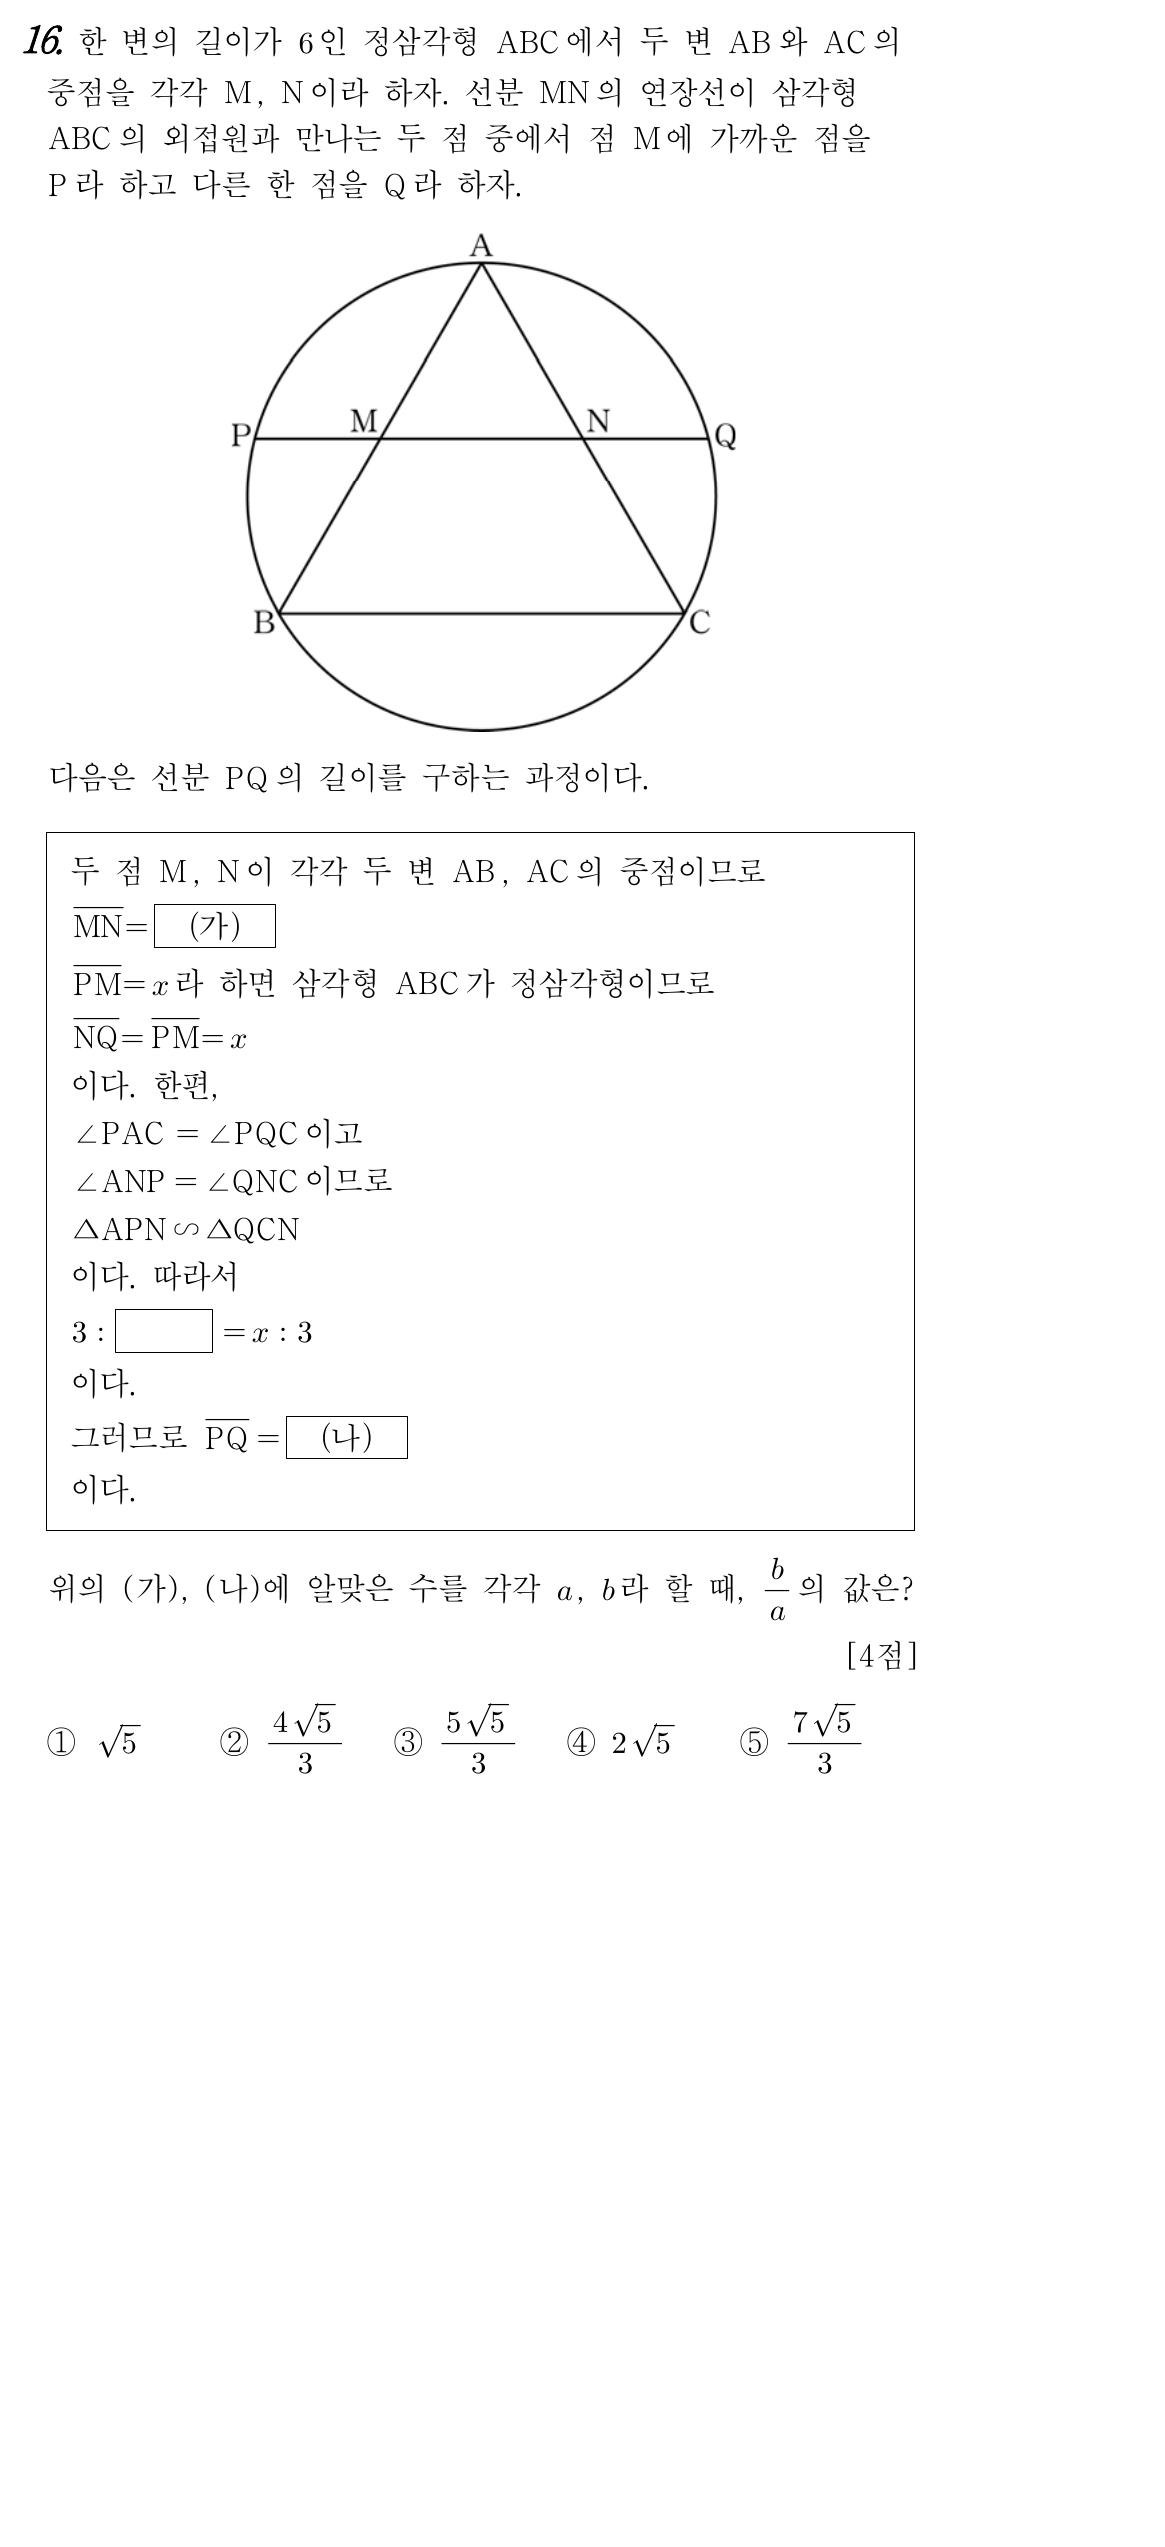 16. 한 변의 길이가 6인 정삼각형 ABC에서 두 변 AB와 AC의
중점을 각각 M, N이라 하자. 선분 MN의 연장선이 삼각형
ABC의 외접원과 만나는 두 점 중에서 점 M에 가까운 점을
P라 하고 다른 한 점을 Q라 하자.
A
P M N Q
B C
다음은 선분 PQ의 길이를 구하는 과정이다.
두 점 M, N이 각각 두 변 AB, AC의 중점이므로
$\overline{MN}$= (가)
$\overline{PM}$=x라 하면 삼각형 ABC가 정삼각형이므로
$\overline{NQ}$=$\overline{PM}$=x
이다. 한편,
∠PAC = ∠PQC이고
∠ANP = ∠QNC이므로
△APN∽△QCN
이다. 따라서
3 : = x : 3
이다.
그러므로 $\overline{PQ}$ = (나)
이다.
위의 (가), (나)에 알맞은 수를 각각 a, b라 할 때, $\frac{b}{a}$의 값은?
[4점]
① $\sqrt{5}$ ② $\frac{4\sqrt{5}}{3}$ ③ $\frac{5\sqrt{5}}{3}$ ④ $2\sqrt{5}$ ⑤ $\frac{7\sqrt{5}}{3}$